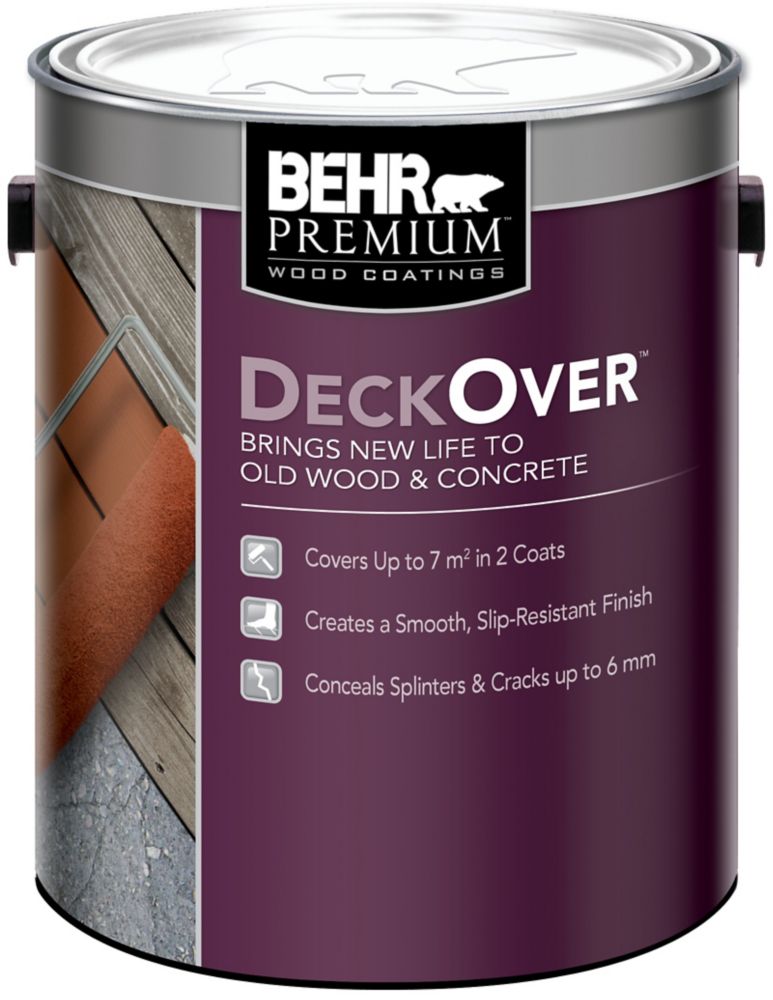 BEHR
PREMIUM™
WOOD COATINGS
DECKOVER™
BRINGS NEW LIFE TO
OLD WOOD & CONCRETE
Covers Up to 7 m² in 2 Coats
Creates a Smooth, Slip-Resistant Finish
Conceals Splinters & Cracks up to 6 mm